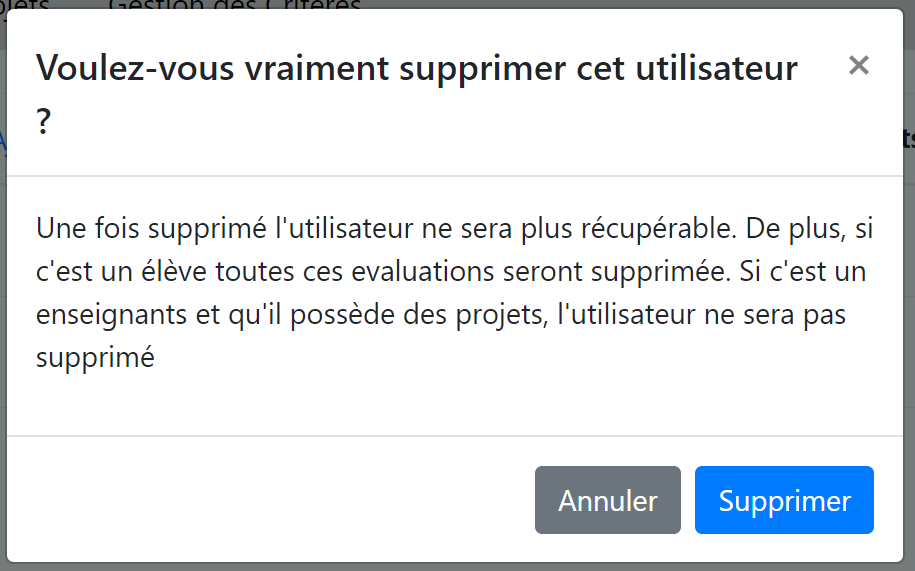 Gestion des Critères
Voulez-vous vraiment supprimer cet utilisateur
?
Une fois supprimé l'utilisateur ne sera plus récupérable. De plus, si
c'est un élève toutes ces evaluations seront supprimée. Si c'est un
enseignants et qu'il possède des projets, l'utilisateur ne sera pas
supprimé
Annuler
Supprimer